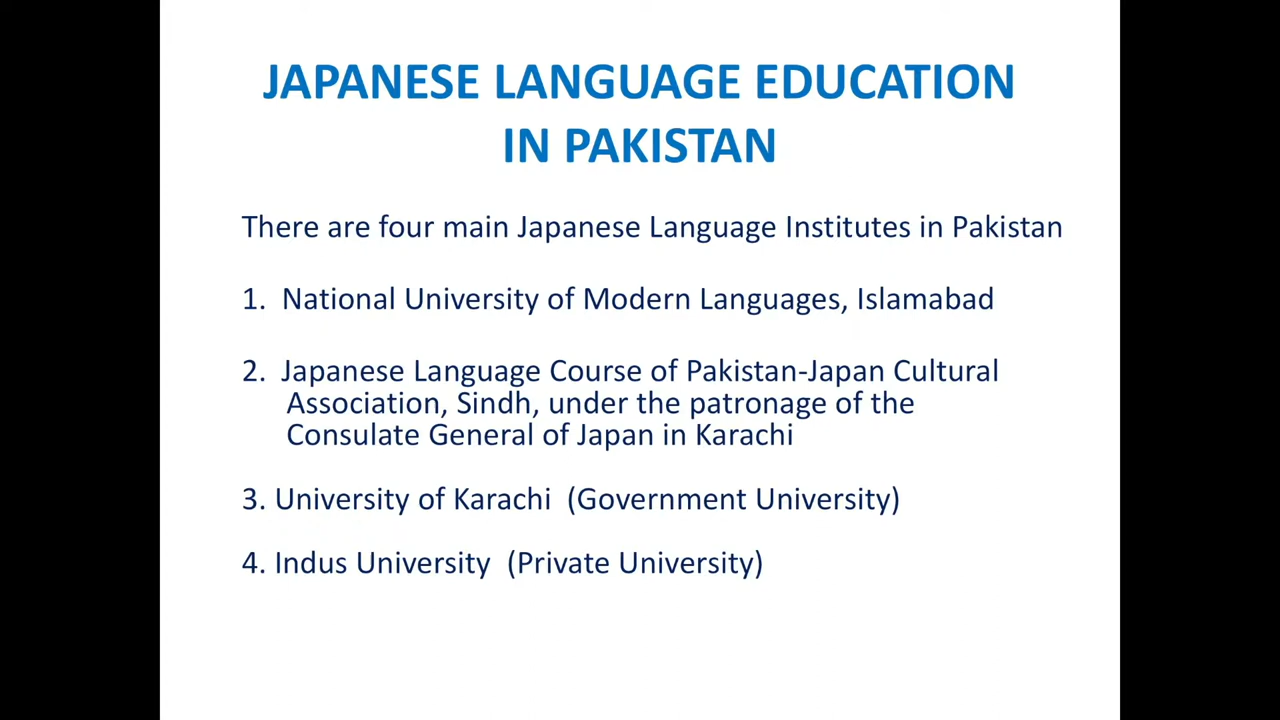 JAPANESE LANGUAGE EDUCATION
IN PAKISTAN
There are four main Japanese Language Institutes in Pakistan
1. National University of Modern Languages, Islamabad
2. Japanese Language Course of Pakistan-Japan Cultural
Association, Sindh, under the patronage of the
Consulate General of Japan in Karachi
3. University of Karachi (Government University)
4. Indus University (Private University)